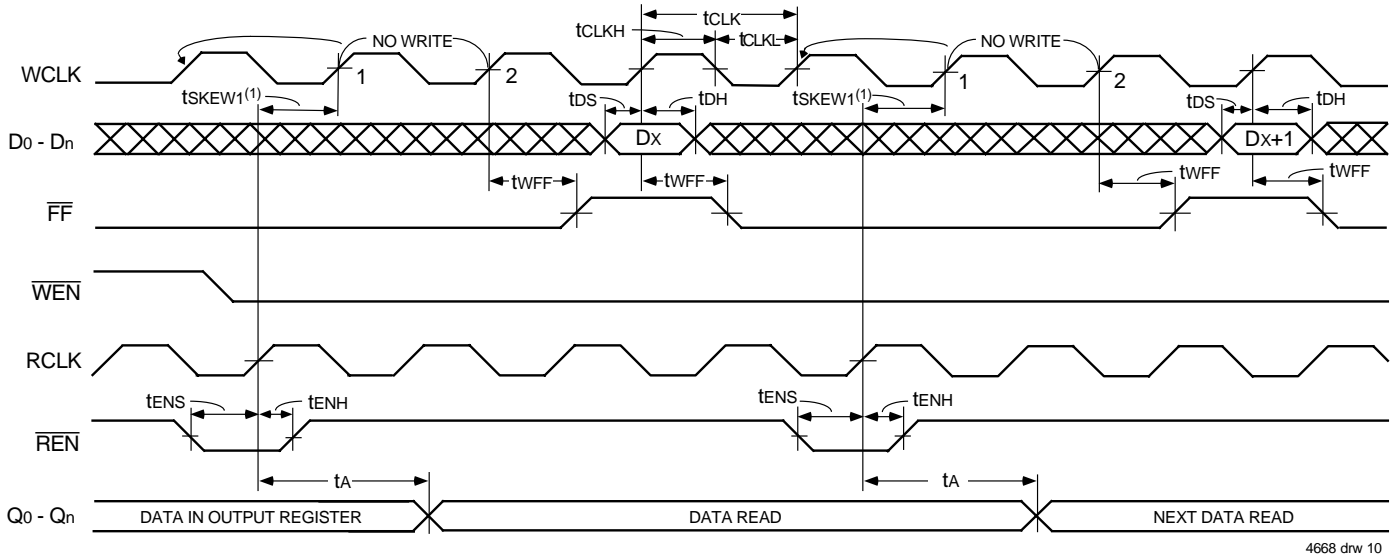 tCLK
tCLKH tCLKL
NO WRITE NO WRITE
WCLK 1 2 1 2
tSKEW1(1) tDS tDH tSKEW1(1) tDS tDH
D0 - Dn DX DX+1
tWFF tWFF tWFF tWFF
FF
WEN
RCLK
tENS tENH tENS tENH
REN
tA tA
Q0 - Qn DATA IN OUTPUT REGISTER DATA READ NEXT DATA READ
4668 drw 10